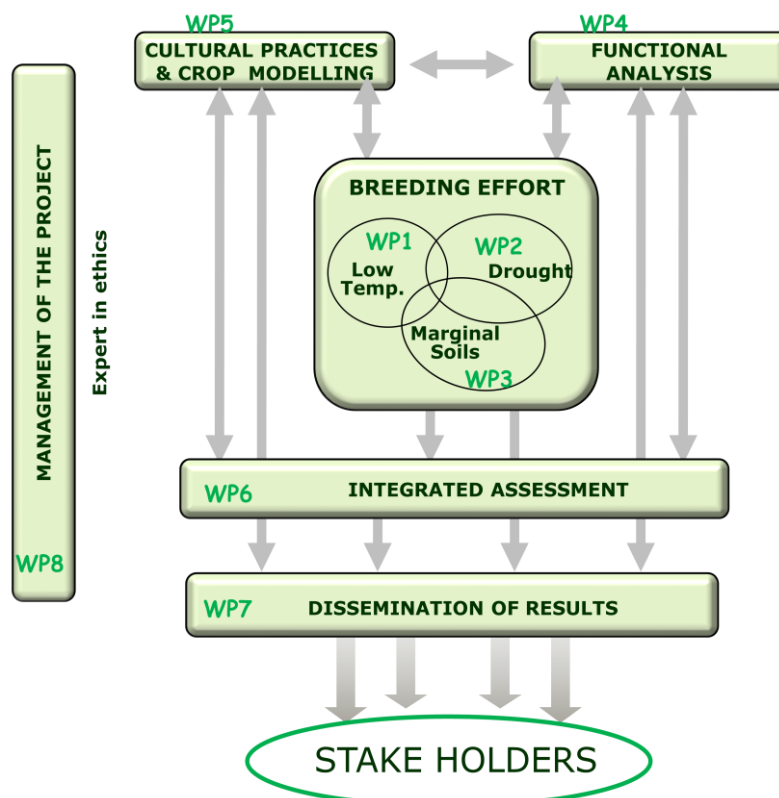 WP5
CULTURAL PRACTICES
& CROP MODELLING
WP4
FUNCTIONAL
ANALYSIS
MANAGEMENT OF THE PROJECT
WP8
Expert in ethics
BREEDING EFFORT
WP1
Low
Temp.
WP2
Drought
Marginal
Soils
WP3
WP6
INTEGRATED ASSESSMENT
WP7
DISSEMINATION OF RESULTS
STAKE HOLDERS